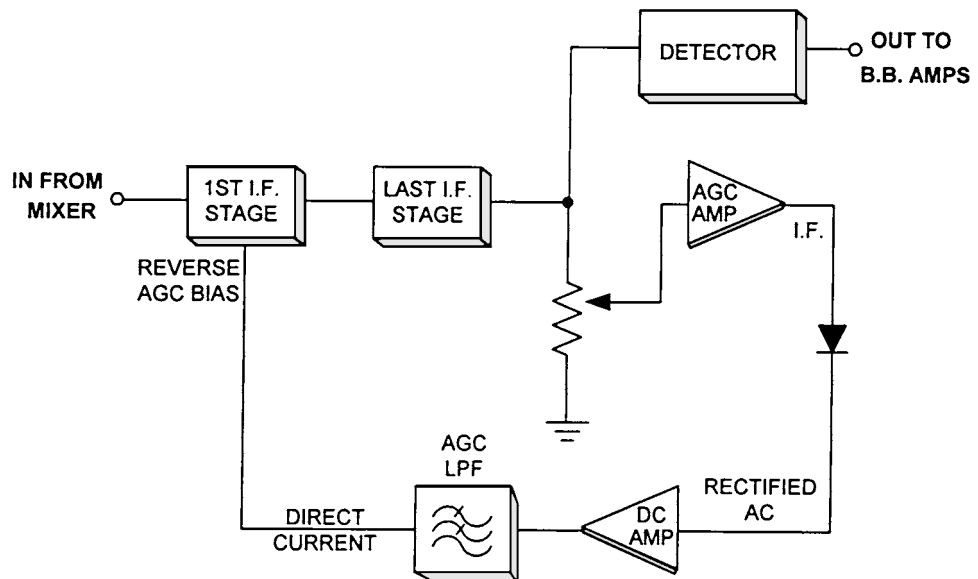 OUT TO
B.B. AMPS
DETECTOR
IN FROM
MIXER
1ST I.F.
STAGE
LAST I.F.
STAGE
AGC
AMP
I.F.
REVERSE
AGC BIAS
AGC
LPF
RECTIFIED
AC
DC
AMP
DIRECT
CURRENT